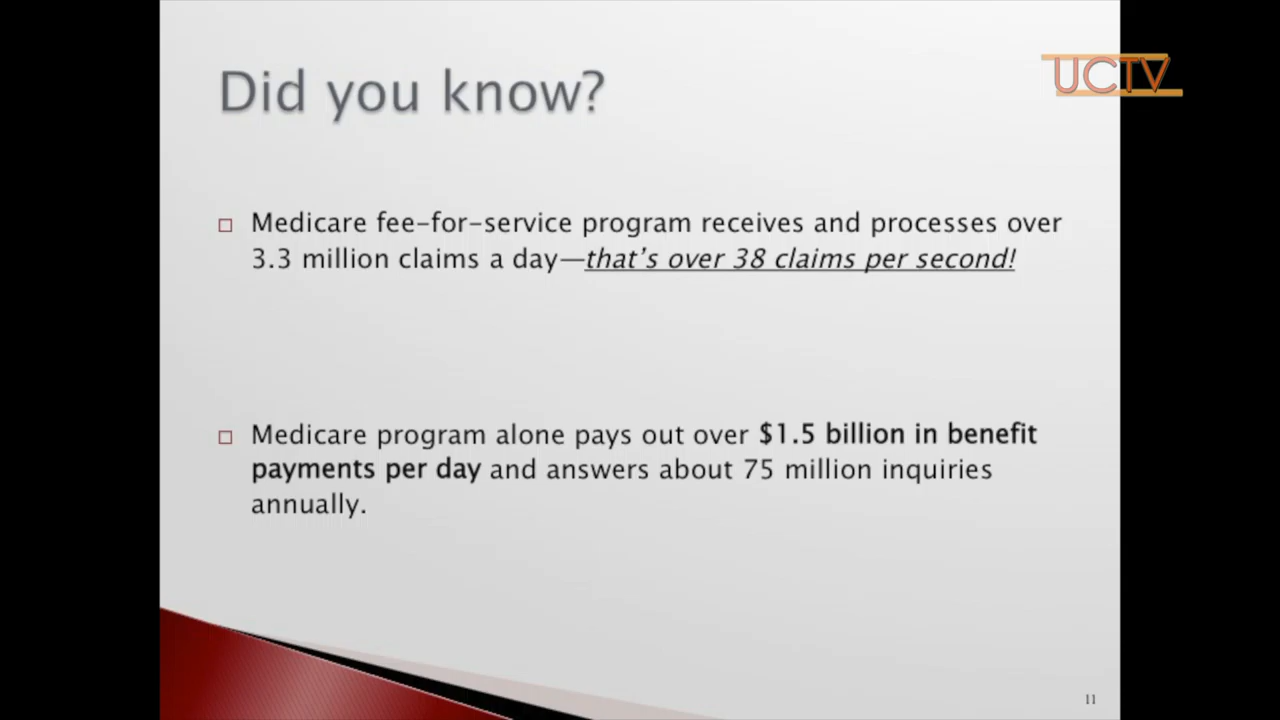 UCTV
Did you know?
Medicare fee-for-service program receives and processes over
3.3 million claims a day—that's over 38 claims per second!
Medicare program alone pays out over $1.5 billion in benefit
payments per day and answers about 75 million inquiries
annually.
11